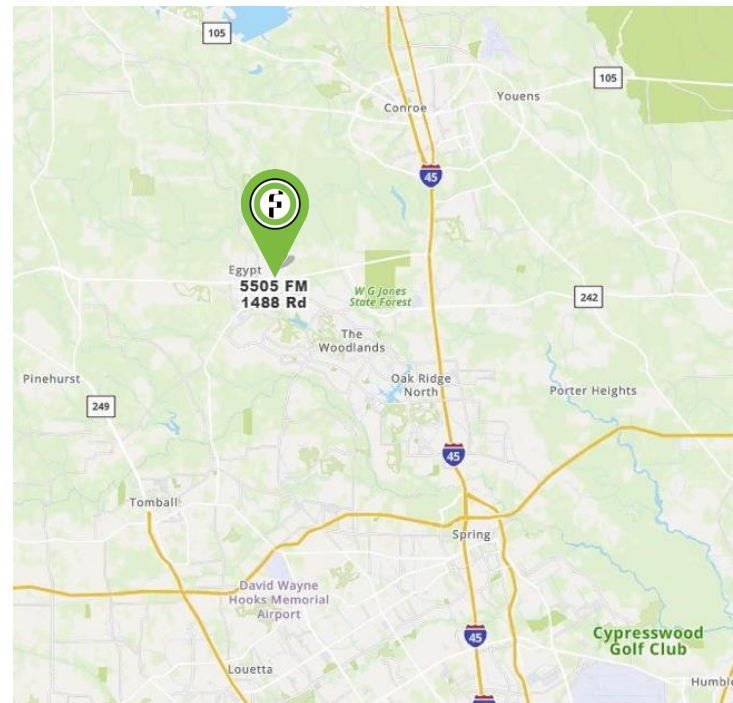 105
105
Youens
Conroe
45
Egypt
5505 FM
1488 Rd
W G Jones
State Forest
242
The
Woodlands
Pinehurst
Oak Ridge
North
Porter Heights
249
45
Tomball
Spring
David Wayne
Hooks Memorial
Airport
45
Cypresswood
Golf Club
Louetta
Humble